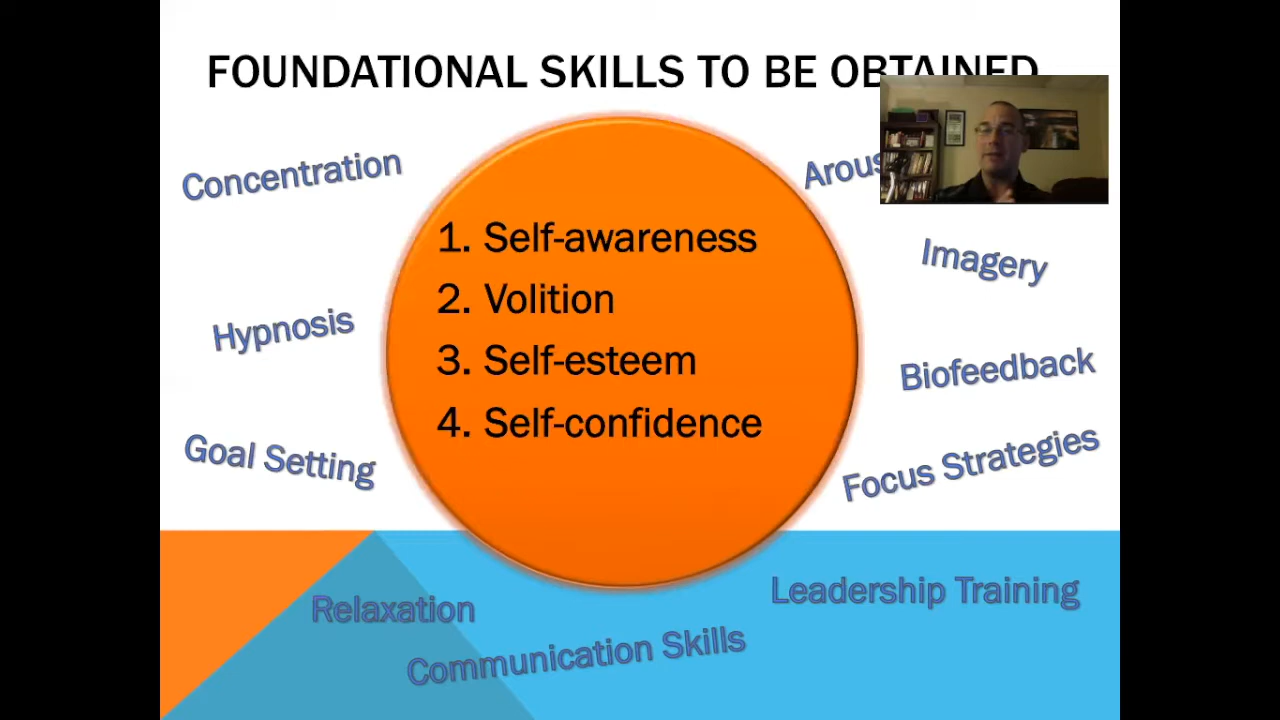 FOUNDATIONAL SKILLS TO BE OBTAINED
Concentration
Imagery
1. Self-awareness
2. Volition
3. Self-esteem
4. Self-confidence
Hypnosis
Biofeedback
Goal Setting
Focus Strategies
Relaxation
Leadership Training
Communication Skills